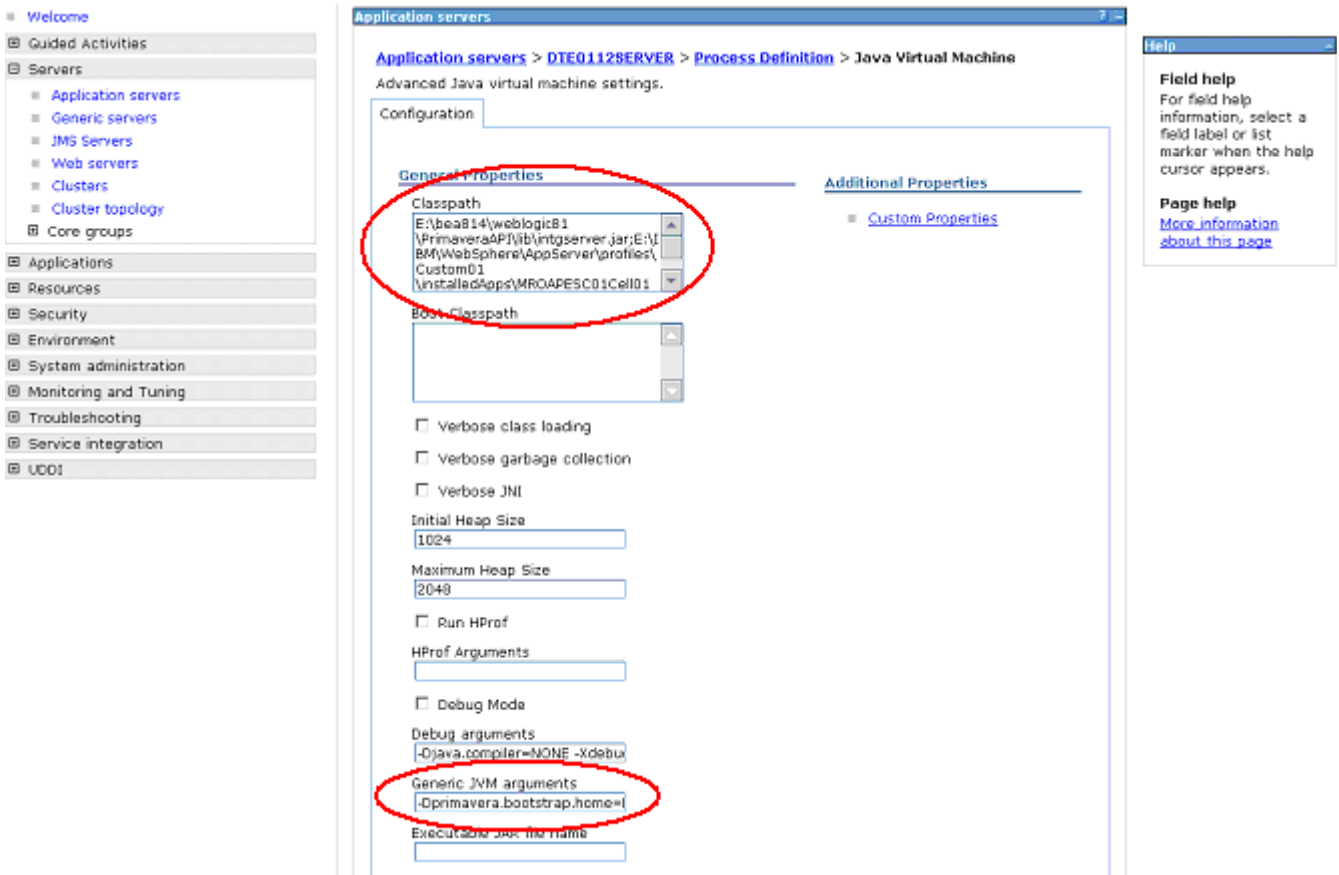 Welcome
Guided Activities
Servers
Application servers
Generic servers
JMS Servers
Web servers
Clusters
Cluster topology
Core groups
Applications
Resources
Security
Environment
System administration
Monitoring and Tuning
Troubleshooting
Service integration
UDDI
Application servers ? -
Application servers > DTE0112SERVER > Process Definition > Java Virtual Machine
Advanced Java virtual machine settings.
Configuration
General Properties
Classpath
E:\bea814\weblogic81
\PrimaveraAPI\lib\intgserver.jar;E:\I
BM\WebSphere\AppServer\profiles\
Custom01
\installedApps\MROAPESC01Cell01
Boot Classpath
Verbose class loading
Verbose garbage collection
Verbose JNI
Initial Heap Size
1024
Maximum Heap Size
2048
Run HProf
HProf Arguments
Debug Mode
Debug arguments
-Djava.compiler=NONE -Xdebu
Generic JVM arguments
-Dprimavera.bootstrap.home=
Executable JAR file name
Additional Properties
Custom Properties
Help
Field help
For field help
information, select a
field label or list
marker when the help
cursor appears.
Page help
More information
about this page